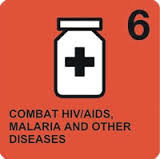 6
COMBAT HIV/AIDS,
MALARIA AND OTHER
DISEASES